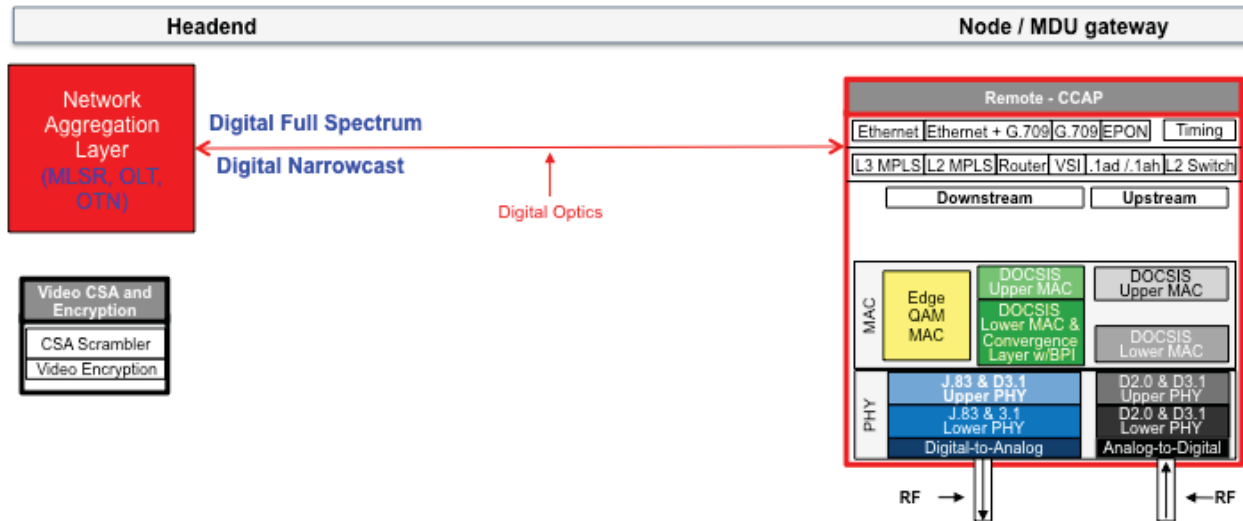 Headend
Node / MDU gateway
Network
Aggregation
Layer
(MLSR, OLT,
OTN)
Digital Full Spectrum
Digital Narrowcast
Digital Optics
Video CSA and
Encryption
CSA Scrambler
Video Encryption
Remote - CCAP
Ethernet Ethernet + G.709 G.709 EPON Timing
L3 MPLS L2 MPLS Router VSI .1ad /.1ah L2 Switch
Downstream Upstream
MAC
Edge
QAM
MAC
DOCSIS
Upper MAC
DOCSIS
Lower MAC &
Convergence
Layer w/BPI
DOCSIS
Upper MAC
DOCSIS
Lower MAC
PHY
J.83 & D3.1
Upper PHY
J.83 & 3.1
Lower PHY
Digital-to-Analog
D2.0 & D3.1
Upper PHY
D2.0 & D3.1
Lower PHY
Analog-to-Digital
RF
RF